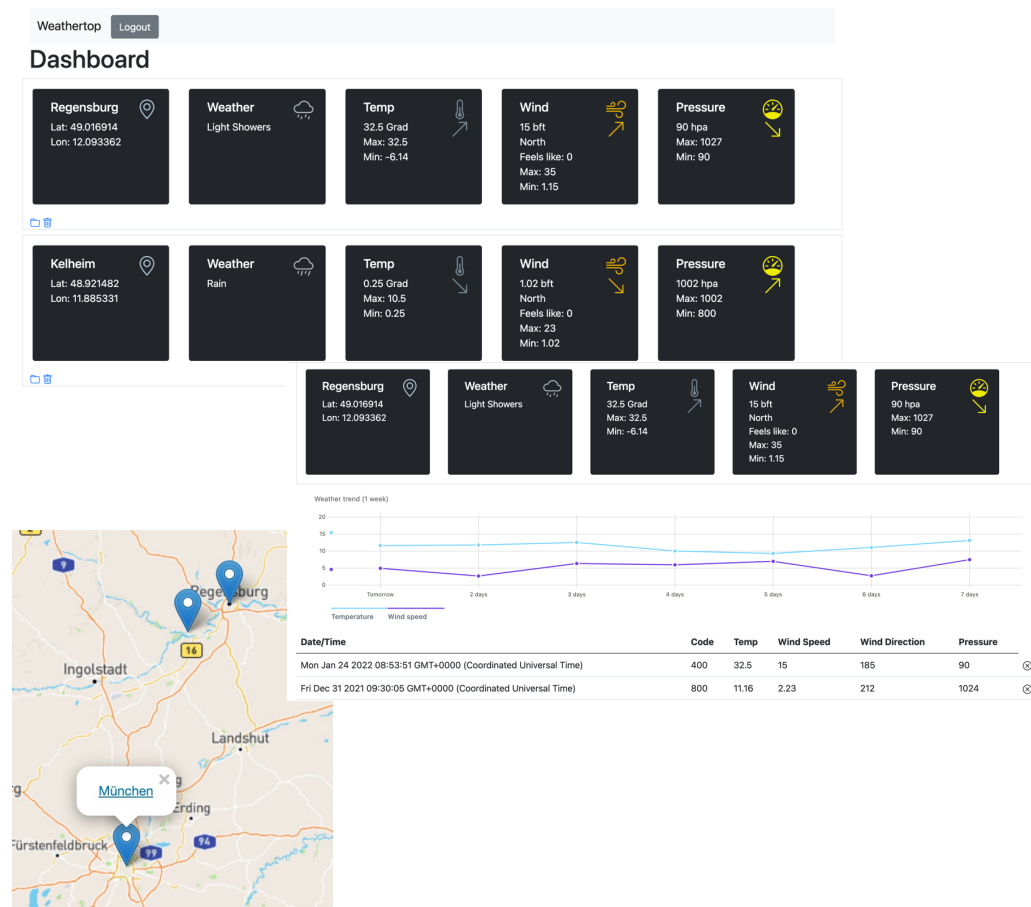 Weathertop Logout
Dashboard
Regensburg
Lat: 49.016914
Lon: 12.093362
Weather
Light Showers
Temp
32.5 Grad
Max: 32.5
Min: -6.14
Wind
15 bft
North
Feels like: 0
Max: 35
Min: 1.15
Pressure
90 hpa
Max: 1027
Min: 90
Kelheim
Lat: 48.921482
Lon: 11.885331
Weather
Rain
Temp
0.25 Grad
Max: 10.5
Min: 0.25
Wind
1.02 bft
North
Feels like: 0
Max: 23
Min: 1.02
Pressure
1002 hpa
Max: 1002
Min: 800
Regensburg
Lat: 49.016914
Lon: 12.093362
Weather
Light Showers
Temp
32.5 Grad
Max: 32.5
Min: -6.14
Wind
15 bft
North
Feels like: 0
Max: 35
Min: 1.15
Pressure
90 hpa
Max: 1027
Min: 90
Weather trend (1 week)
20
15
10
5
0
Tomorrow 2 days 3 days 4 days 5 days 6 days 7 days
Temperature Wind speed
Date/Time Code Temp Wind Speed Wind Direction Pressure
Mon Jan 24 2022 08:53:51 GMT+0000 (Coordinated Universal Time) 400 32.5 15 185 90
Fri Dec 31 2021 09:30:05 GMT+0000 (Coordinated Universal Time) 800 11.16 2.23 212 1024
9
Regensburg
16
Ingolstadt
Landshut
München
Erding
94
Fürstenfeldbruck
99